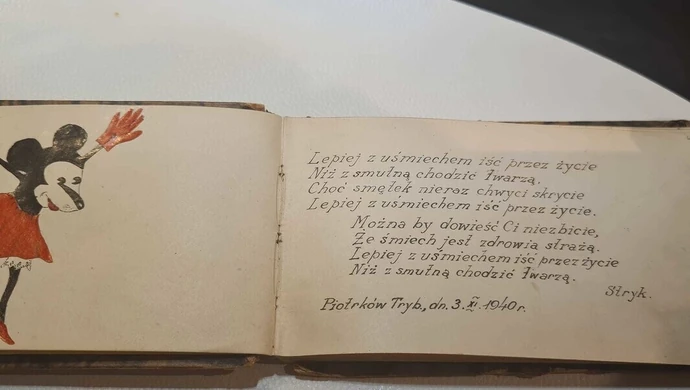 Lepiej z uśmiechem iść przez życie
Niż z smutną chodzić twarzą.
Choć smętek nieraz chwyci skrycie
Lepiej z uśmiechem iść przez życie.
Można by dowieść Ci niezbicie,
Że śmiech jest zdrowia strażą.
Lepiej z uśmiechem iść przez życie
Niż z smutną chodzić twarzą.
Stryk.
Piotrków Tryb., dn. 3.XI.1940r.